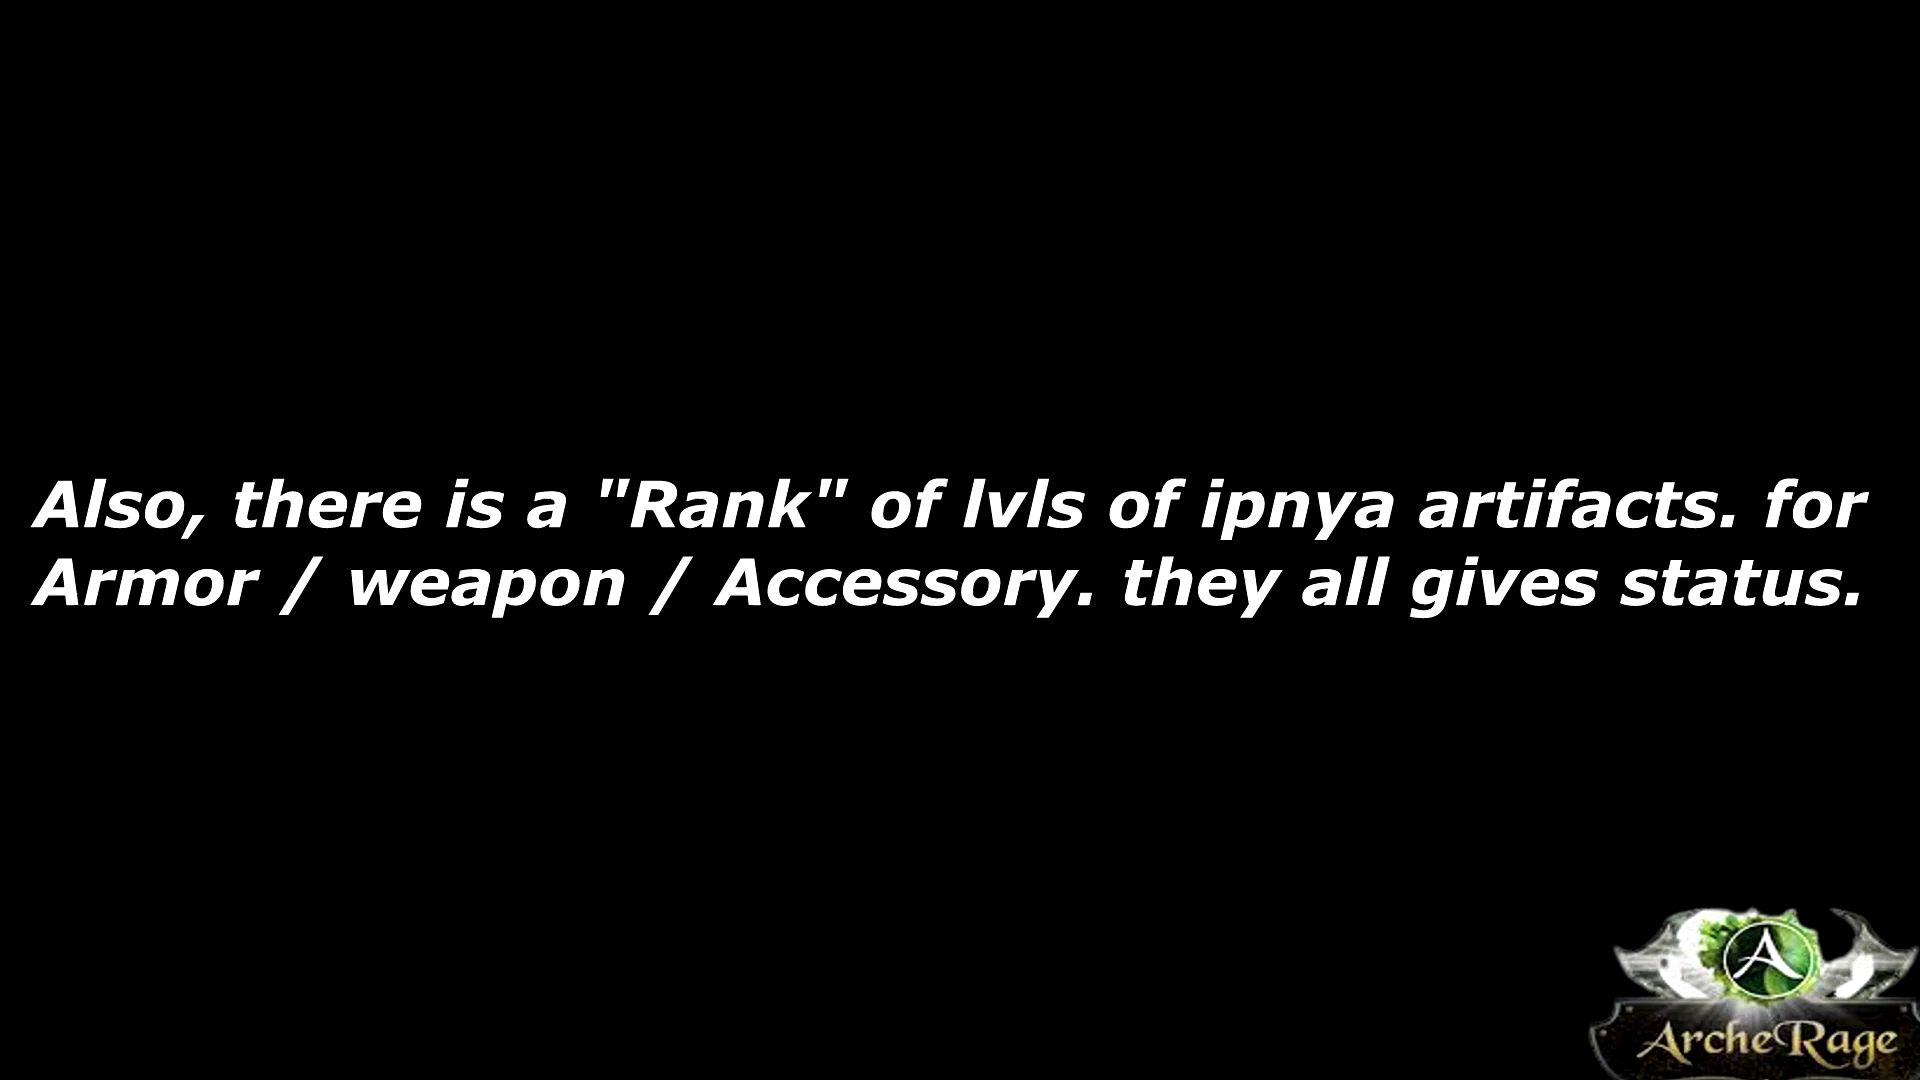 Also, there is a "Rank" of lvls of ipnya artifacts. for
Armor / weapon / Accessory. they all gives status.
A
ArcheRage